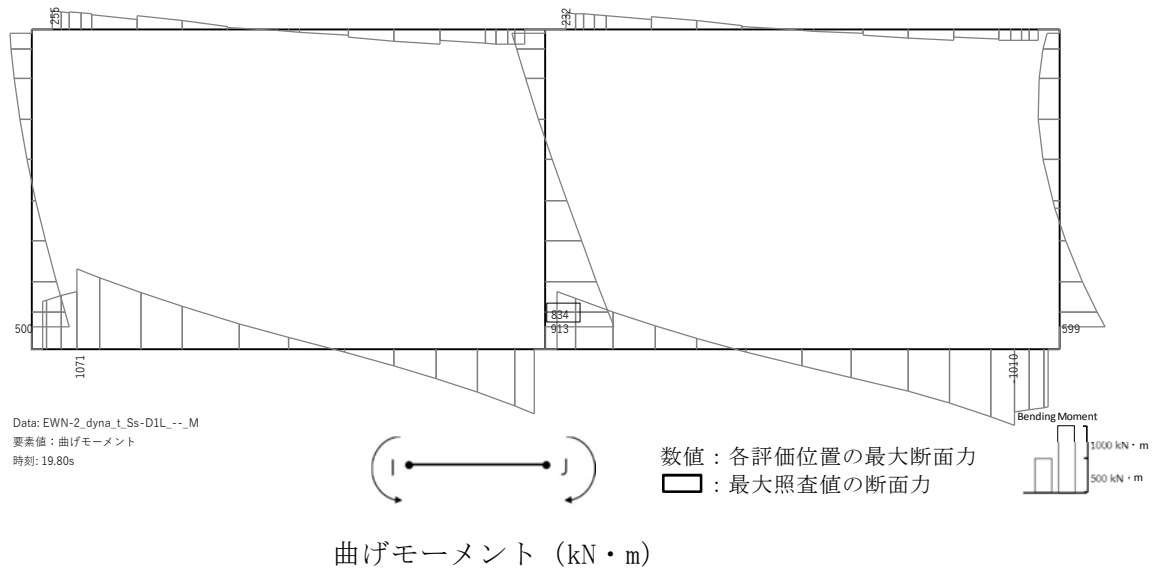 255
232
500
1071
834
913
-1010
599
Data: EWN-2_dyna_t_Ss-D1L_--_M
要素値：曲げモーメント
時刻: 19.80s
I J
数値：各評価位置の最大断面力
：最大照査値の断面力
Bending Moment
1000 kN・m
500 kN・m
曲げモーメント (kN・m)